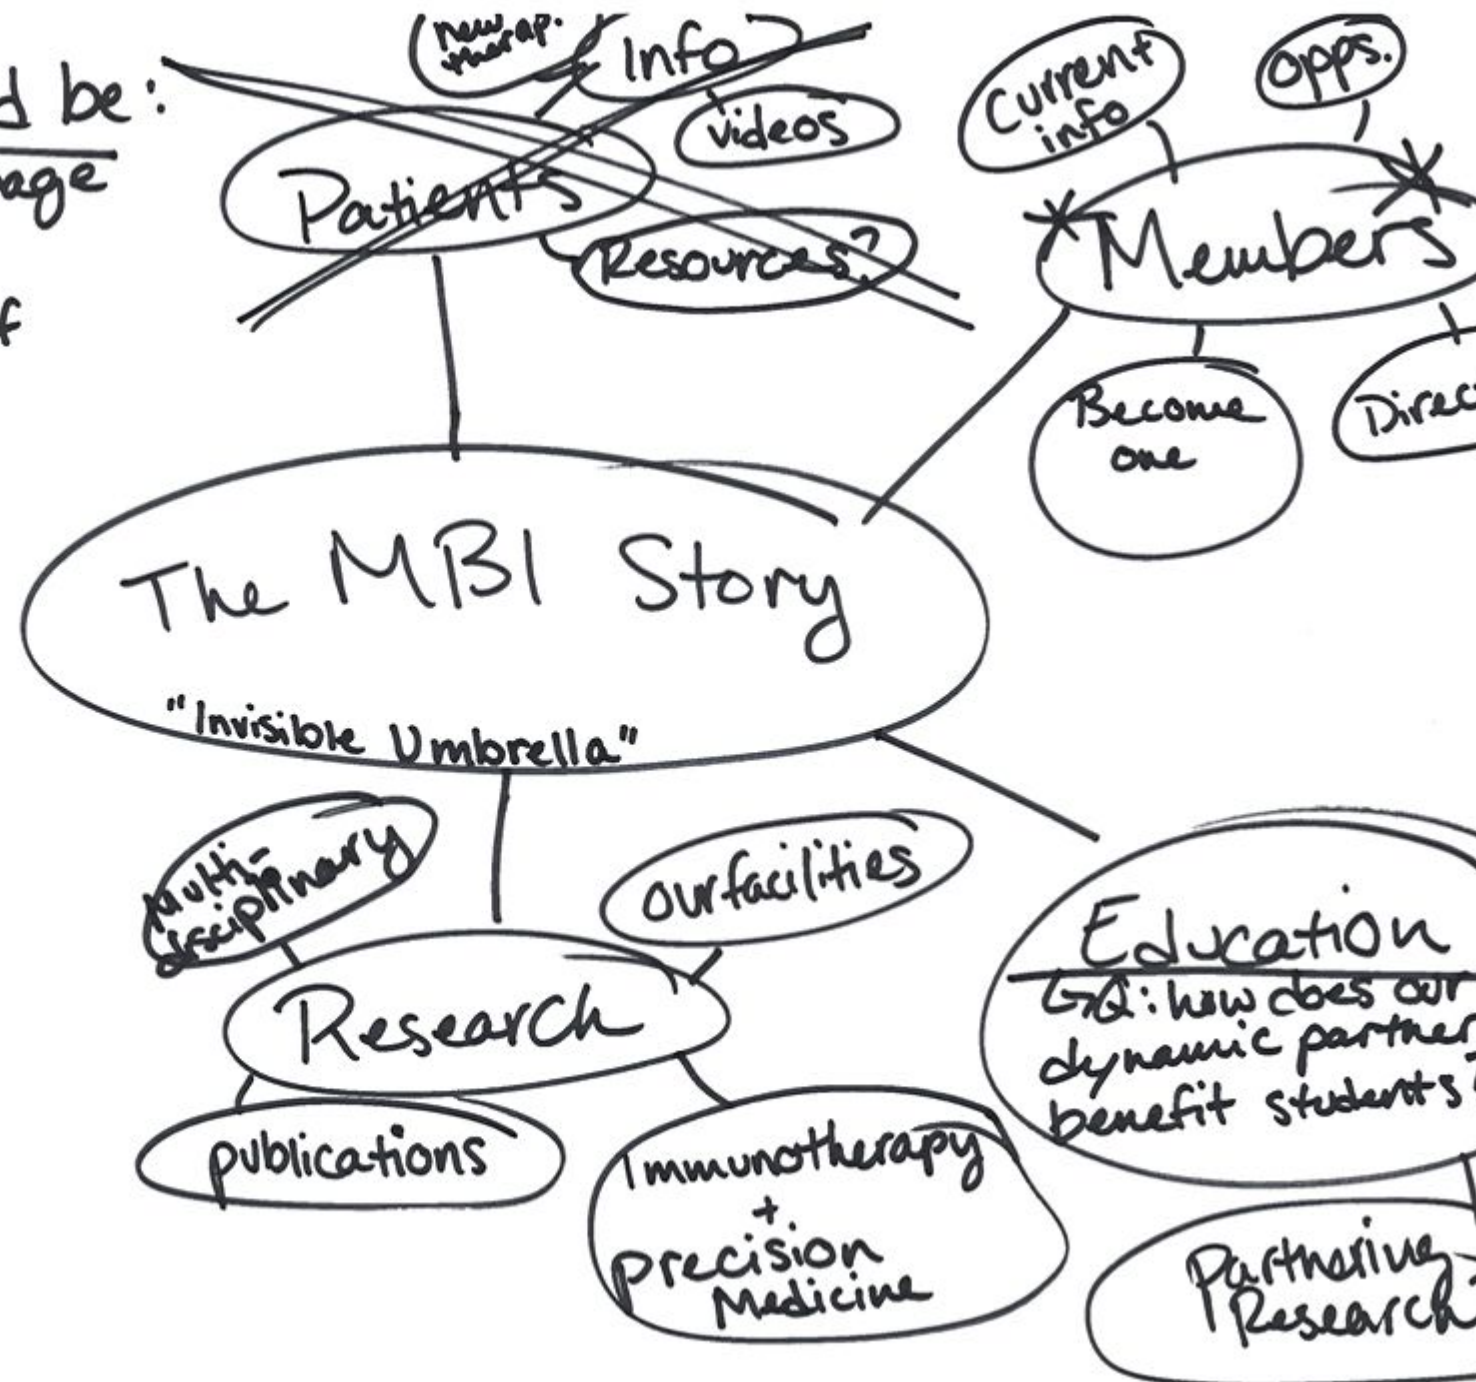 d be:
age
f
new
therap.
Info
videos
Patients
Resources?
Current
info
opps.
Members
Become
one
Direc
The MBI Story
"Invisible Umbrella"
Multi-
disciplinary
our facilities
Research
publications
Immunotherapy
+
precision
Medicine
Education
GQ: how does our
dynamic partner
benefit students?
Partnering
Research